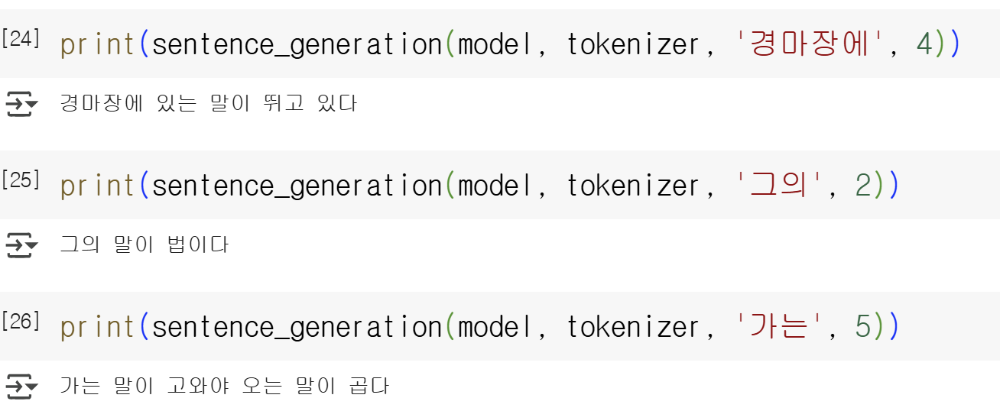 [24] print(sentence_generation(model, tokenizer, '경마장에', 4))
경마장에 있는 말이 뛰고 있다
[25] print(sentence_generation(model, tokenizer, '그의', 2))
그의 말이 법이다
[26] print(sentence_generation(model, tokenizer, '가는', 5))
가는 말이 고와야 오는 말이 곱다